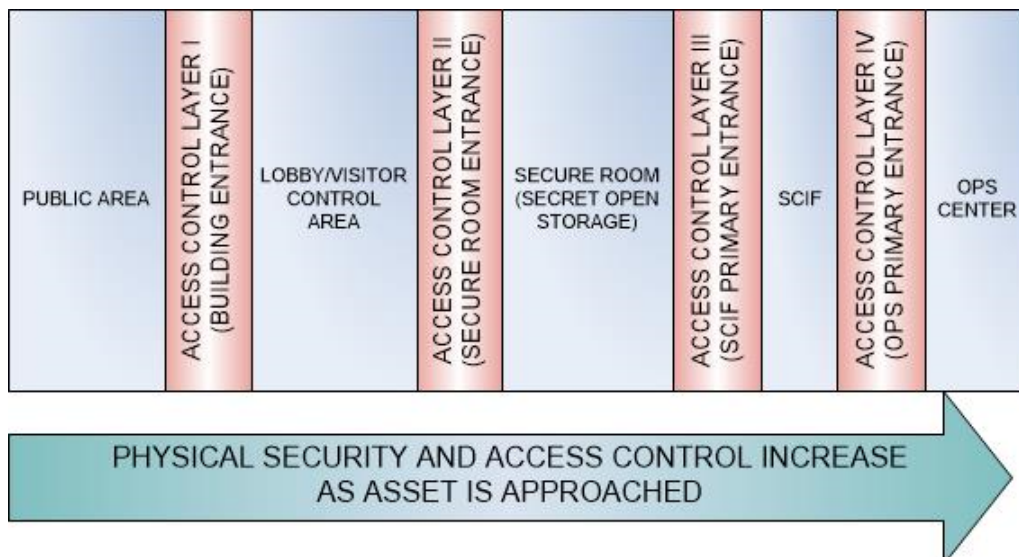 PUBLIC AREA
ACCESS CONTROL LAYER I
(BUILDING ENTRANCE)
LOBBY/VISITOR
CONTROL
AREA
ACCESS CONTROL LAYER II
(SECURE ROOM ENTRANCE)
SECURE ROOM
(SECRET OPEN
STORAGE)
ACCESS CONTROL LAYER III
(SCIF PRIMARY ENTRANCE)
SCIF
ACCESS CONTROL LAYER IV
(OPS PRIMARY ENTRANCE)
OPS
CENTER
PHYSICAL SECURITY AND ACCESS CONTROL INCREASE
AS ASSET IS APPROACHED